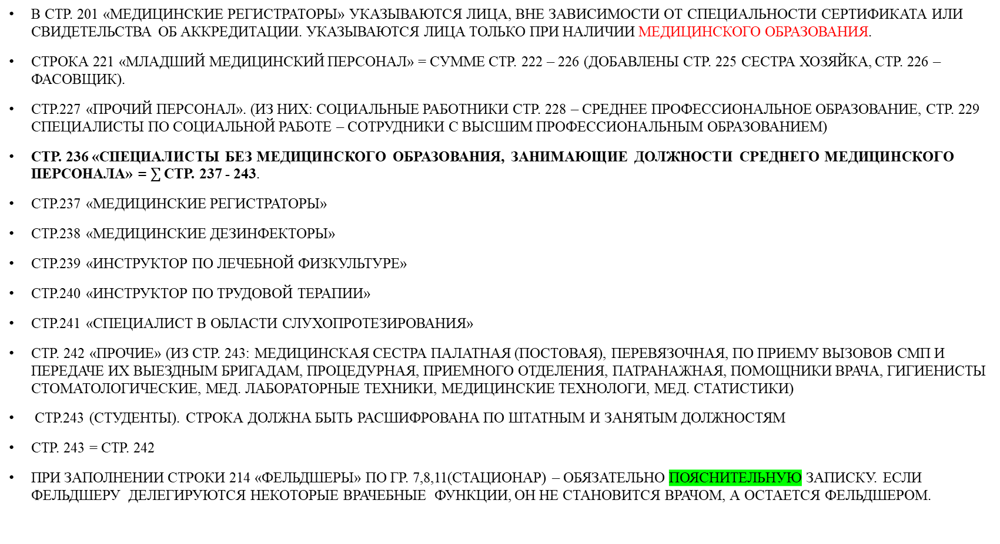 • В СТР. 201 «МЕДИЦИНСКИЕ РЕГИСТРАТОРЫ» УКАЗЫВАЮТСЯ ЛИЦА, ВНЕ ЗАВИСИМОСТИ ОТ СПЕЦИАЛЬНОСТИ СЕРТИФИКАТА ИЛИ
СВИДЕТЕЛЬСТВА ОБ АККРЕДИТАЦИИ. УКАЗЫВАЮТСЯ ЛИЦА ТОЛЬКО ПРИ НАЛИЧИИ МЕДИЦИНСКОГО ОБРАЗОВАНИЯ.
• СТРОКА 221 «МЛАДШИЙ МЕДИЦИНСКИЙ ПЕРСОНАЛ» = СУММЕ СТР. 222 – 226 (ДОБАВЛЕНЫ СТР. 225 СЕСТРА ХОЗЯЙКА, СТР. 226 –
ФАСОВЩИК).
• СТР.227 «ПРОЧИЙ ПЕРСОНАЛ». (ИЗ НИХ: СОЦИАЛЬНЫЕ РАБОТНИКИ СТР. 228 – СРЕДНЕЕ ПРОФЕССИОНАЛЬНОЕ ОБРАЗОВАНИЕ, СТР. 229
СПЕЦИАЛИСТЫ ПО СОЦИАЛЬНОЙ РАБОТЕ – СОТРУДНИКИ С ВЫСШИМ ПРОФЕССИОНАЛЬНЫМ ОБРАЗОВАНИЕМ)
• СТР. 236 «СПЕЦИАЛИСТЫ БЕЗ МЕДИЦИНСКОГО ОБРАЗОВАНИЯ, ЗАНИМАЮЩИЕ ДОЛЖНОСТИ СРЕДНЕГО МЕДИЦИНСКОГО
ПЕРСОНАЛА» = ∑ СТР. 237 - 243.
• СТР.237 «МЕДИЦИНСКИЕ РЕГИСТРАТОРЫ»
• СТР.238 «МЕДИЦИНСКИЕ ДЕЗИНФЕКТОРЫ»
• СТР.239 «ИНСТРУКТОР ПО ЛЕЧЕБНОЙ ФИЗКУЛЬТУРЕ»
• СТР.240 «ИНСТРУКТОР ПО ТРУДОВОЙ ТЕРАПИИ»
• СТР.241 «СПЕЦИАЛИСТ В ОБЛАСТИ СЛУХОПРОТЕЗИРОВАНИЯ»
• СТР. 242 «ПРОЧИЕ» (ИЗ СТР. 243: МЕДИЦИНСКАЯ СЕСТРА ПАЛАТНАЯ (ПОСТОВАЯ), ПЕРЕВЯЗОЧНАЯ, ПО ПРИЕМУ ВЫЗОВОВ СМП И
ПЕРЕДАЧЕ ИХ ВЫЕЗДНЫМ БРИГАДАМ, ПРОЦЕДУРНАЯ, ПРИЕМНОГО ОТДЕЛЕНИЯ, ПАТРАНАЖНАЯ, ПОМОЩНИКИ ВРАЧА, ГИГИЕНИСТЫ
СТОМАТОЛОГИЧЕСКИЕ, МЕД. ЛАБОРАТОРНЫЕ ТЕХНИКИ, МЕДИЦИНСКИЕ ТЕХНОЛОГИ, МЕД. СТАТИСТИКИ)
• СТР.243 (СТУДЕНТЫ). СТРОКА ДОЛЖНА БЫТЬ РАСШИФРОВАНА ПО ШТАТНЫМ И ЗАНЯТЫМ ДОЛЖНОСТЯМ
• СТР. 243 = СТР. 242
• ПРИ ЗАПОЛНЕНИИ СТРОКИ 214 «ФЕЛЬДШЕРЫ» ПО ГР. 7,8,11(СТАЦИОНАР) – ОБЯЗАТЕЛЬНО ПОЯСНИТЕЛЬНУЮ ЗАПИСКУ. ЕСЛИ
ФЕЛЬДШЕРУ ДЕЛЕГИРУЮТСЯ НЕКОТОРЫЕ ВРАЧЕБНЫЕ ФУНКЦИИ, ОН НЕ СТАНОВИТСЯ ВРАЧОМ, А ОСТАЕТСЯ ФЕЛЬДШЕРОМ.